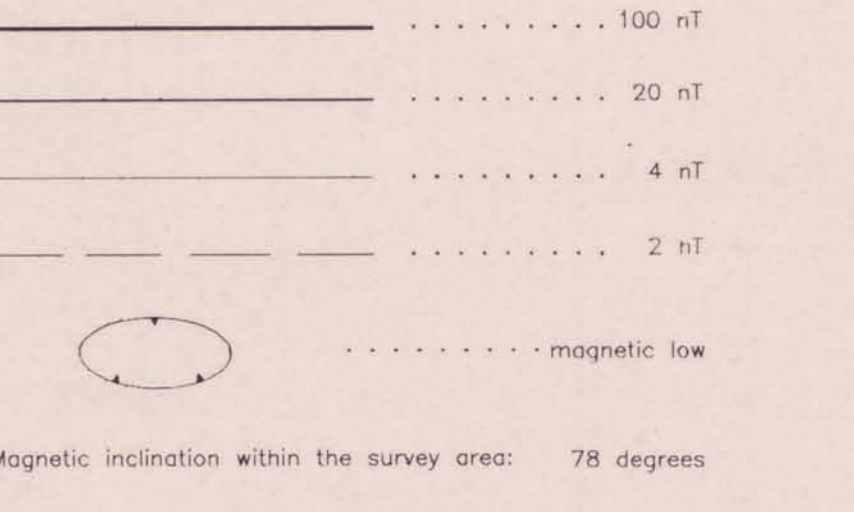 . . . . . . . . . 100 nT
. . . . . . . . . 20 nT
. . . . . . . . . 4 nT
. . . . . . . . . 2 nT
. . . . . . . . . magnetic low
Magnetic inclination within the survey area: 78 degrees